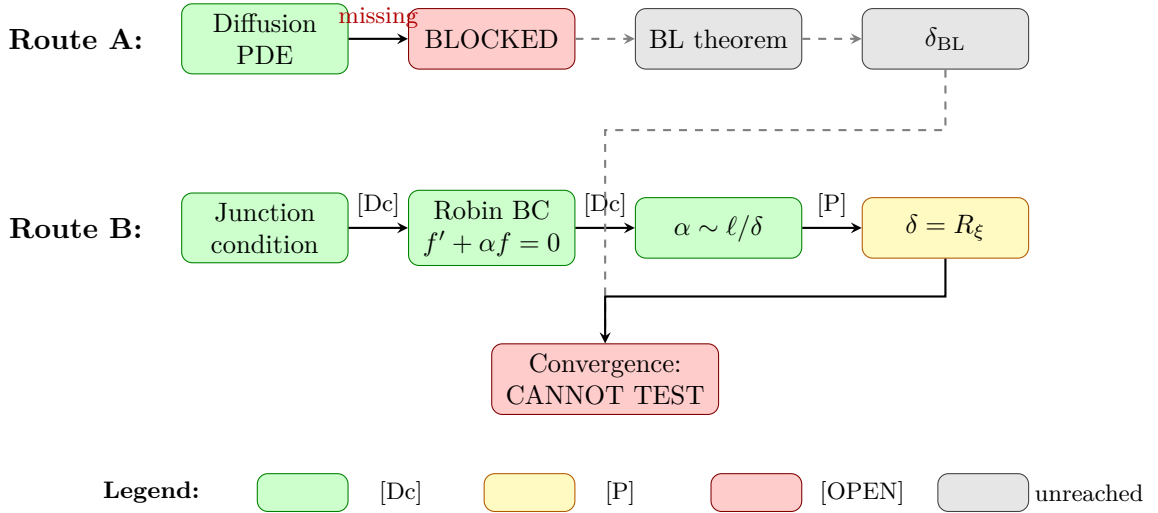 missing
Route A:
Diffusion
PDE
BLOCKED
BL theorem
δ_BL
Route B:
Junction
condition
[Dc]
Robin BC
f′ + αf = 0
[Dc]
α ∼ ℓ/δ
[P]
δ = R_ξ
Convergence:
CANNOT TEST
Legend:
[Dc]
[P]
[OPEN]
unreached